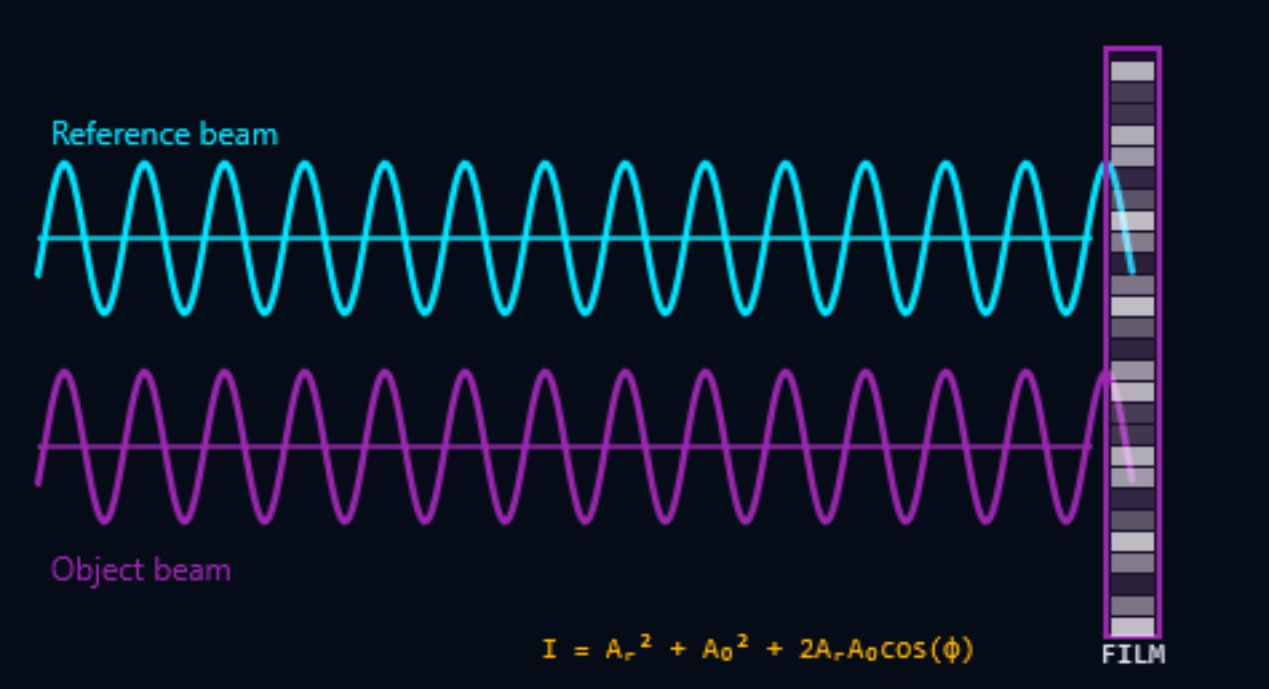 Reference beam
Object beam
I = Aᵣ² + A₀² + 2AᵣA₀cos(ϕ)
FILM